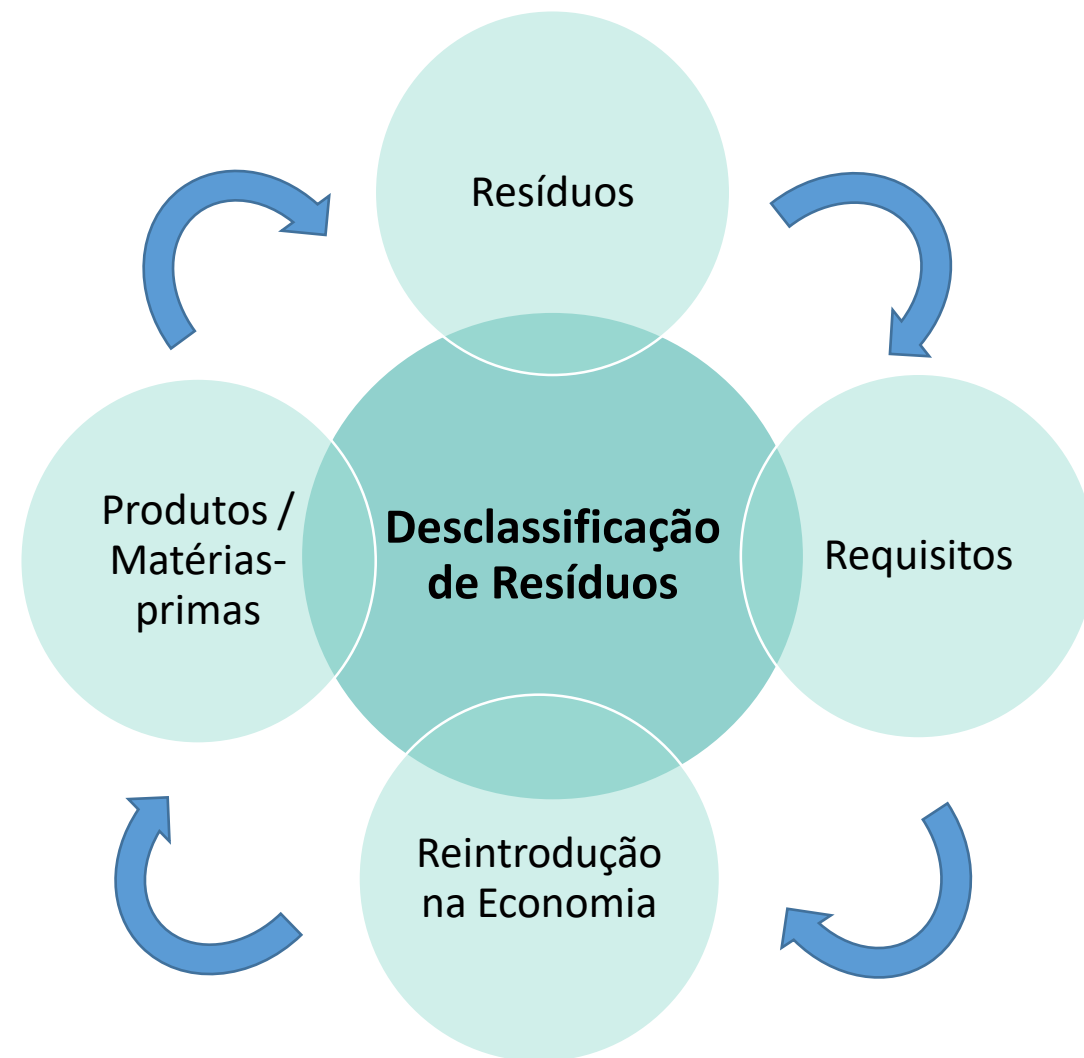 Resíduos
Produtos /
Matérias-
primas
Desclassificação
de Resíduos
Requisitos
Reintrodução
na Economia